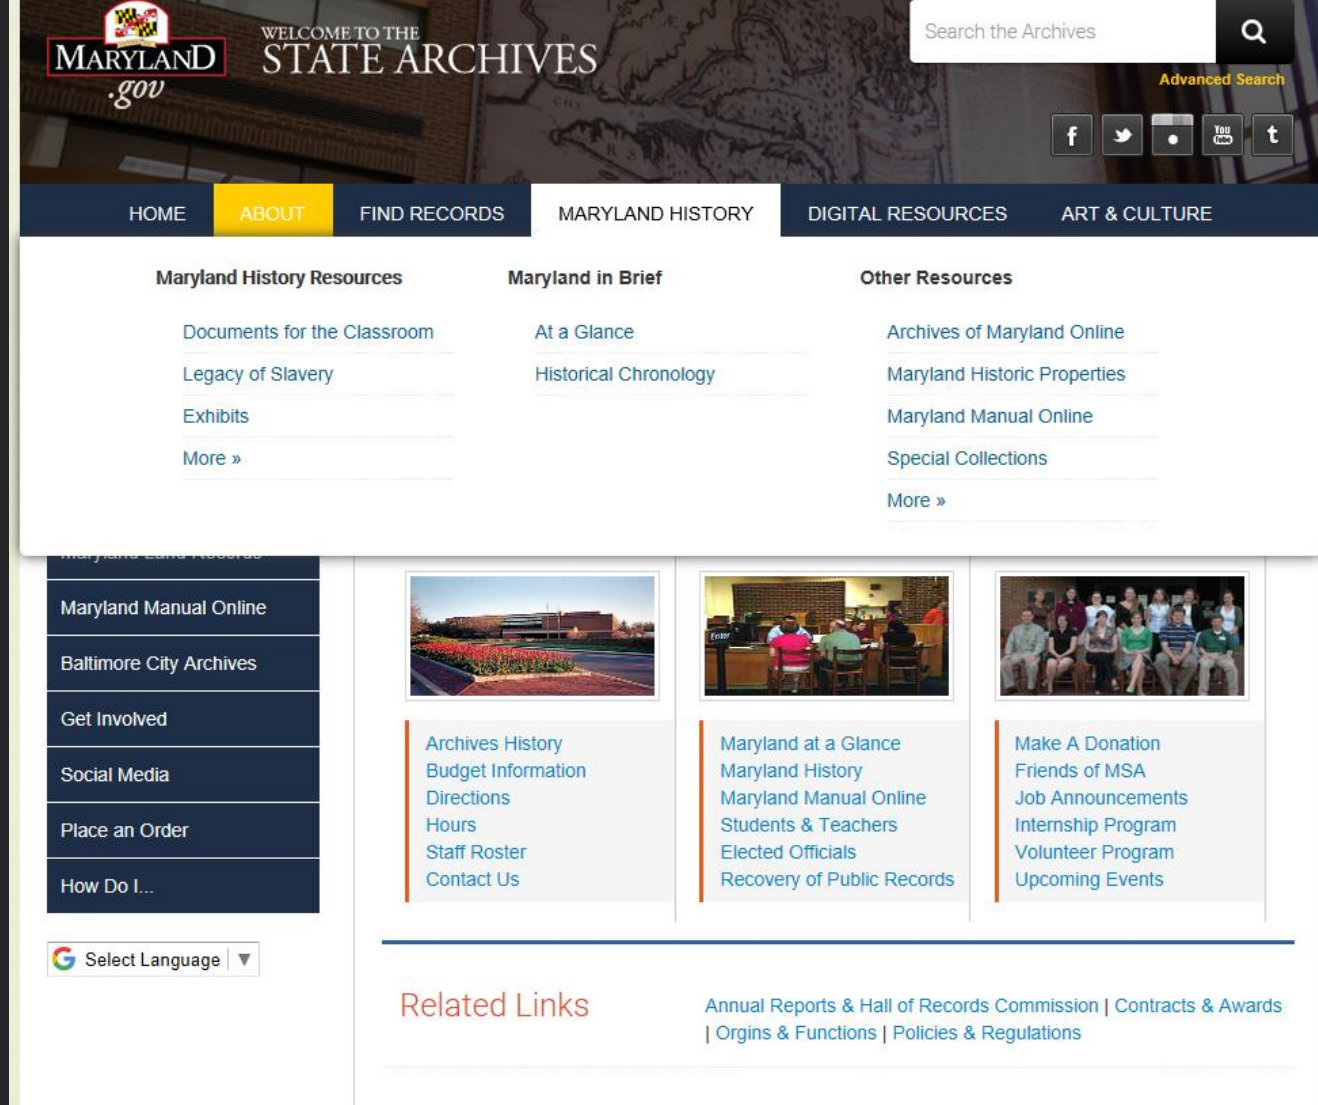 MARYLAND
.gov
WELCOME TO THE
STATE ARCHIVES
Search the Archives
Advanced Search
f
You
Tube
t
HOME
ABOUT
FIND RECORDS
MARYLAND HISTORY
DIGITAL RESOURCES
ART & CULTURE
Maryland History Resources
Documents for the Classroom
Legacy of Slavery
Exhibits
More »
Maryland in Brief
At a Glance
Historical Chronology
Other Resources
Archives of Maryland Online
Maryland Historic Properties
Maryland Manual Online
Special Collections
More »
Maryland Land Records
Maryland Manual Online
Baltimore City Archives
Get Involved
Social Media
Place an Order
How Do I...
Select Language ▼
Archives History
Budget Information
Directions
Hours
Staff Roster
Contact Us
Enter
Maryland at a Glance
Maryland History
Maryland Manual Online
Students & Teachers
Elected Officials
Recovery of Public Records
Make A Donation
Friends of MSA
Job Announcements
Internship Program
Volunteer Program
Upcoming Events
Related Links
Annual Reports & Hall of Records Commission | Contracts & Awards
| Orgins & Functions | Policies & Regulations